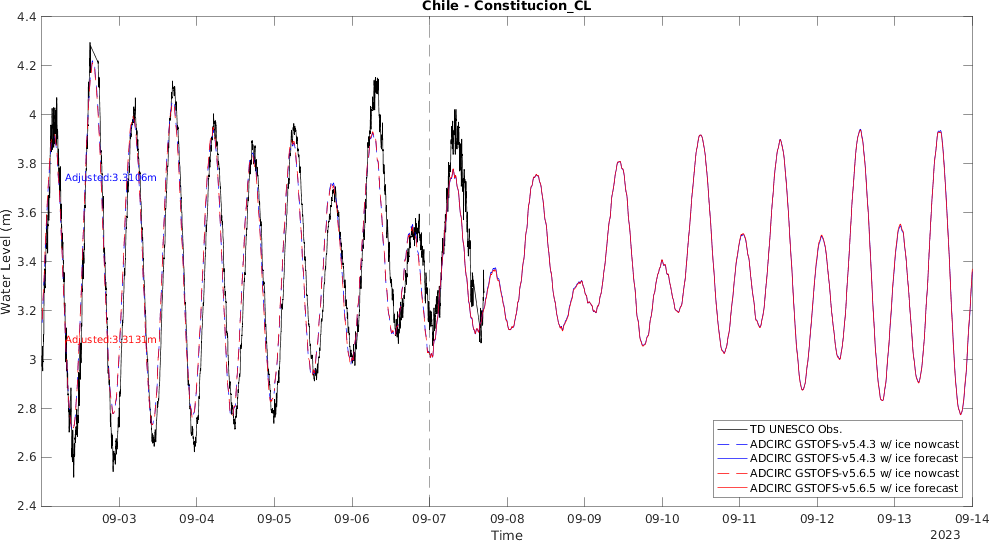 Chile - Constitucion_CL
4.4
4.2
4
3.8
3.6
3.4
3.2
3
2.8
2.6
2.4
Water Level (m)
Adjusted:3.3106m
Adjusted:3.3131m
TD UNESCO Obs.
ADCIRC GSTOFS-v5.4.3 w/ ice nowcast
ADCIRC GSTOFS-v5.4.3 w/ ice forecast
ADCIRC GSTOFS-v5.6.5 w/ ice nowcast
ADCIRC GSTOFS-v5.6.5 w/ ice forecast
09-03 09-04 09-05 09-06 09-07 09-08 09-09 09-10 09-11 09-12 09-13 09-14
Time
2023